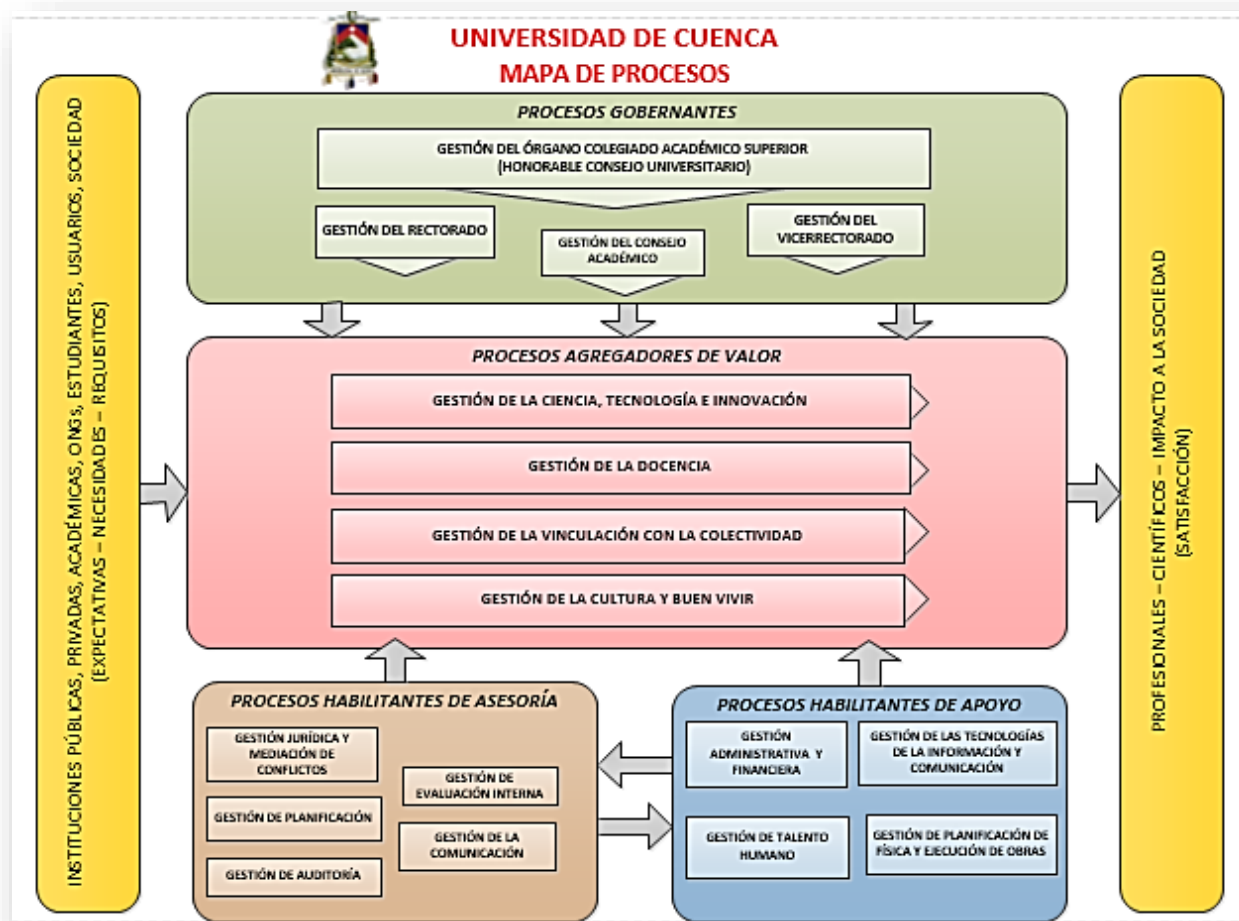 UNIVERSIDAD DE CUENCA
MAPA DE PROCESOS
INSTITUCIONES PÚBLICAS, PRIVADAS, ACADÉMICAS, ONGs, ESTUDIANTES, USUARIOS, SOCIEDAD
(EXPECTATIVAS – NECESIDADES – REQUISITOS)
PROCESOS GOBERNANTES
GESTIÓN DEL ÓRGANO COLEGIADO ACADÉMICO SUPERIOR
(HONORABLE CONSEJO UNIVERSITARIO)
GESTIÓN DEL RECTORADO
GESTIÓN DEL CONSEJO
ACADÉMICO
GESTIÓN DEL
VICERRECTORADO
PROCESOS AGREGADORES DE VALOR
GESTIÓN DE LA CIENCIA, TECNOLOGÍA E INNOVACIÓN
GESTIÓN DE LA DOCENCIA
GESTIÓN DE LA VINCULACIÓN CON LA COLECTIVIDAD
GESTIÓN DE LA CULTURA Y BUEN VIVIR
PROCESOS HABILITANTES DE ASESORÍA
GESTIÓN JURÍDICA Y
MEDIACIÓN DE
CONFLICTOS
GESTIÓN DE PLANIFICACIÓN
GESTIÓN DE AUDITORÍA
GESTIÓN DE
EVALUACIÓN INTERNA
GESTIÓN DE LA
COMUNICACIÓN
PROCESOS HABILITANTES DE APOYO
GESTIÓN
ADMINISTRATIVA Y
FINANCIERA
GESTIÓN DE LAS TECNOLOGÍAS
DE LA INFORMACIÓN Y
COMUNICACIÓN
GESTIÓN DE TALENTO
HUMANO
GESTIÓN DE PLANIFICACIÓN DE
FÍSICA Y EJECUCIÓN DE OBRAS
PROFESIONALES – CIENTÍFICOS – IMPACTO A LA SOCIEDAD
(SATISFACCIÓN)